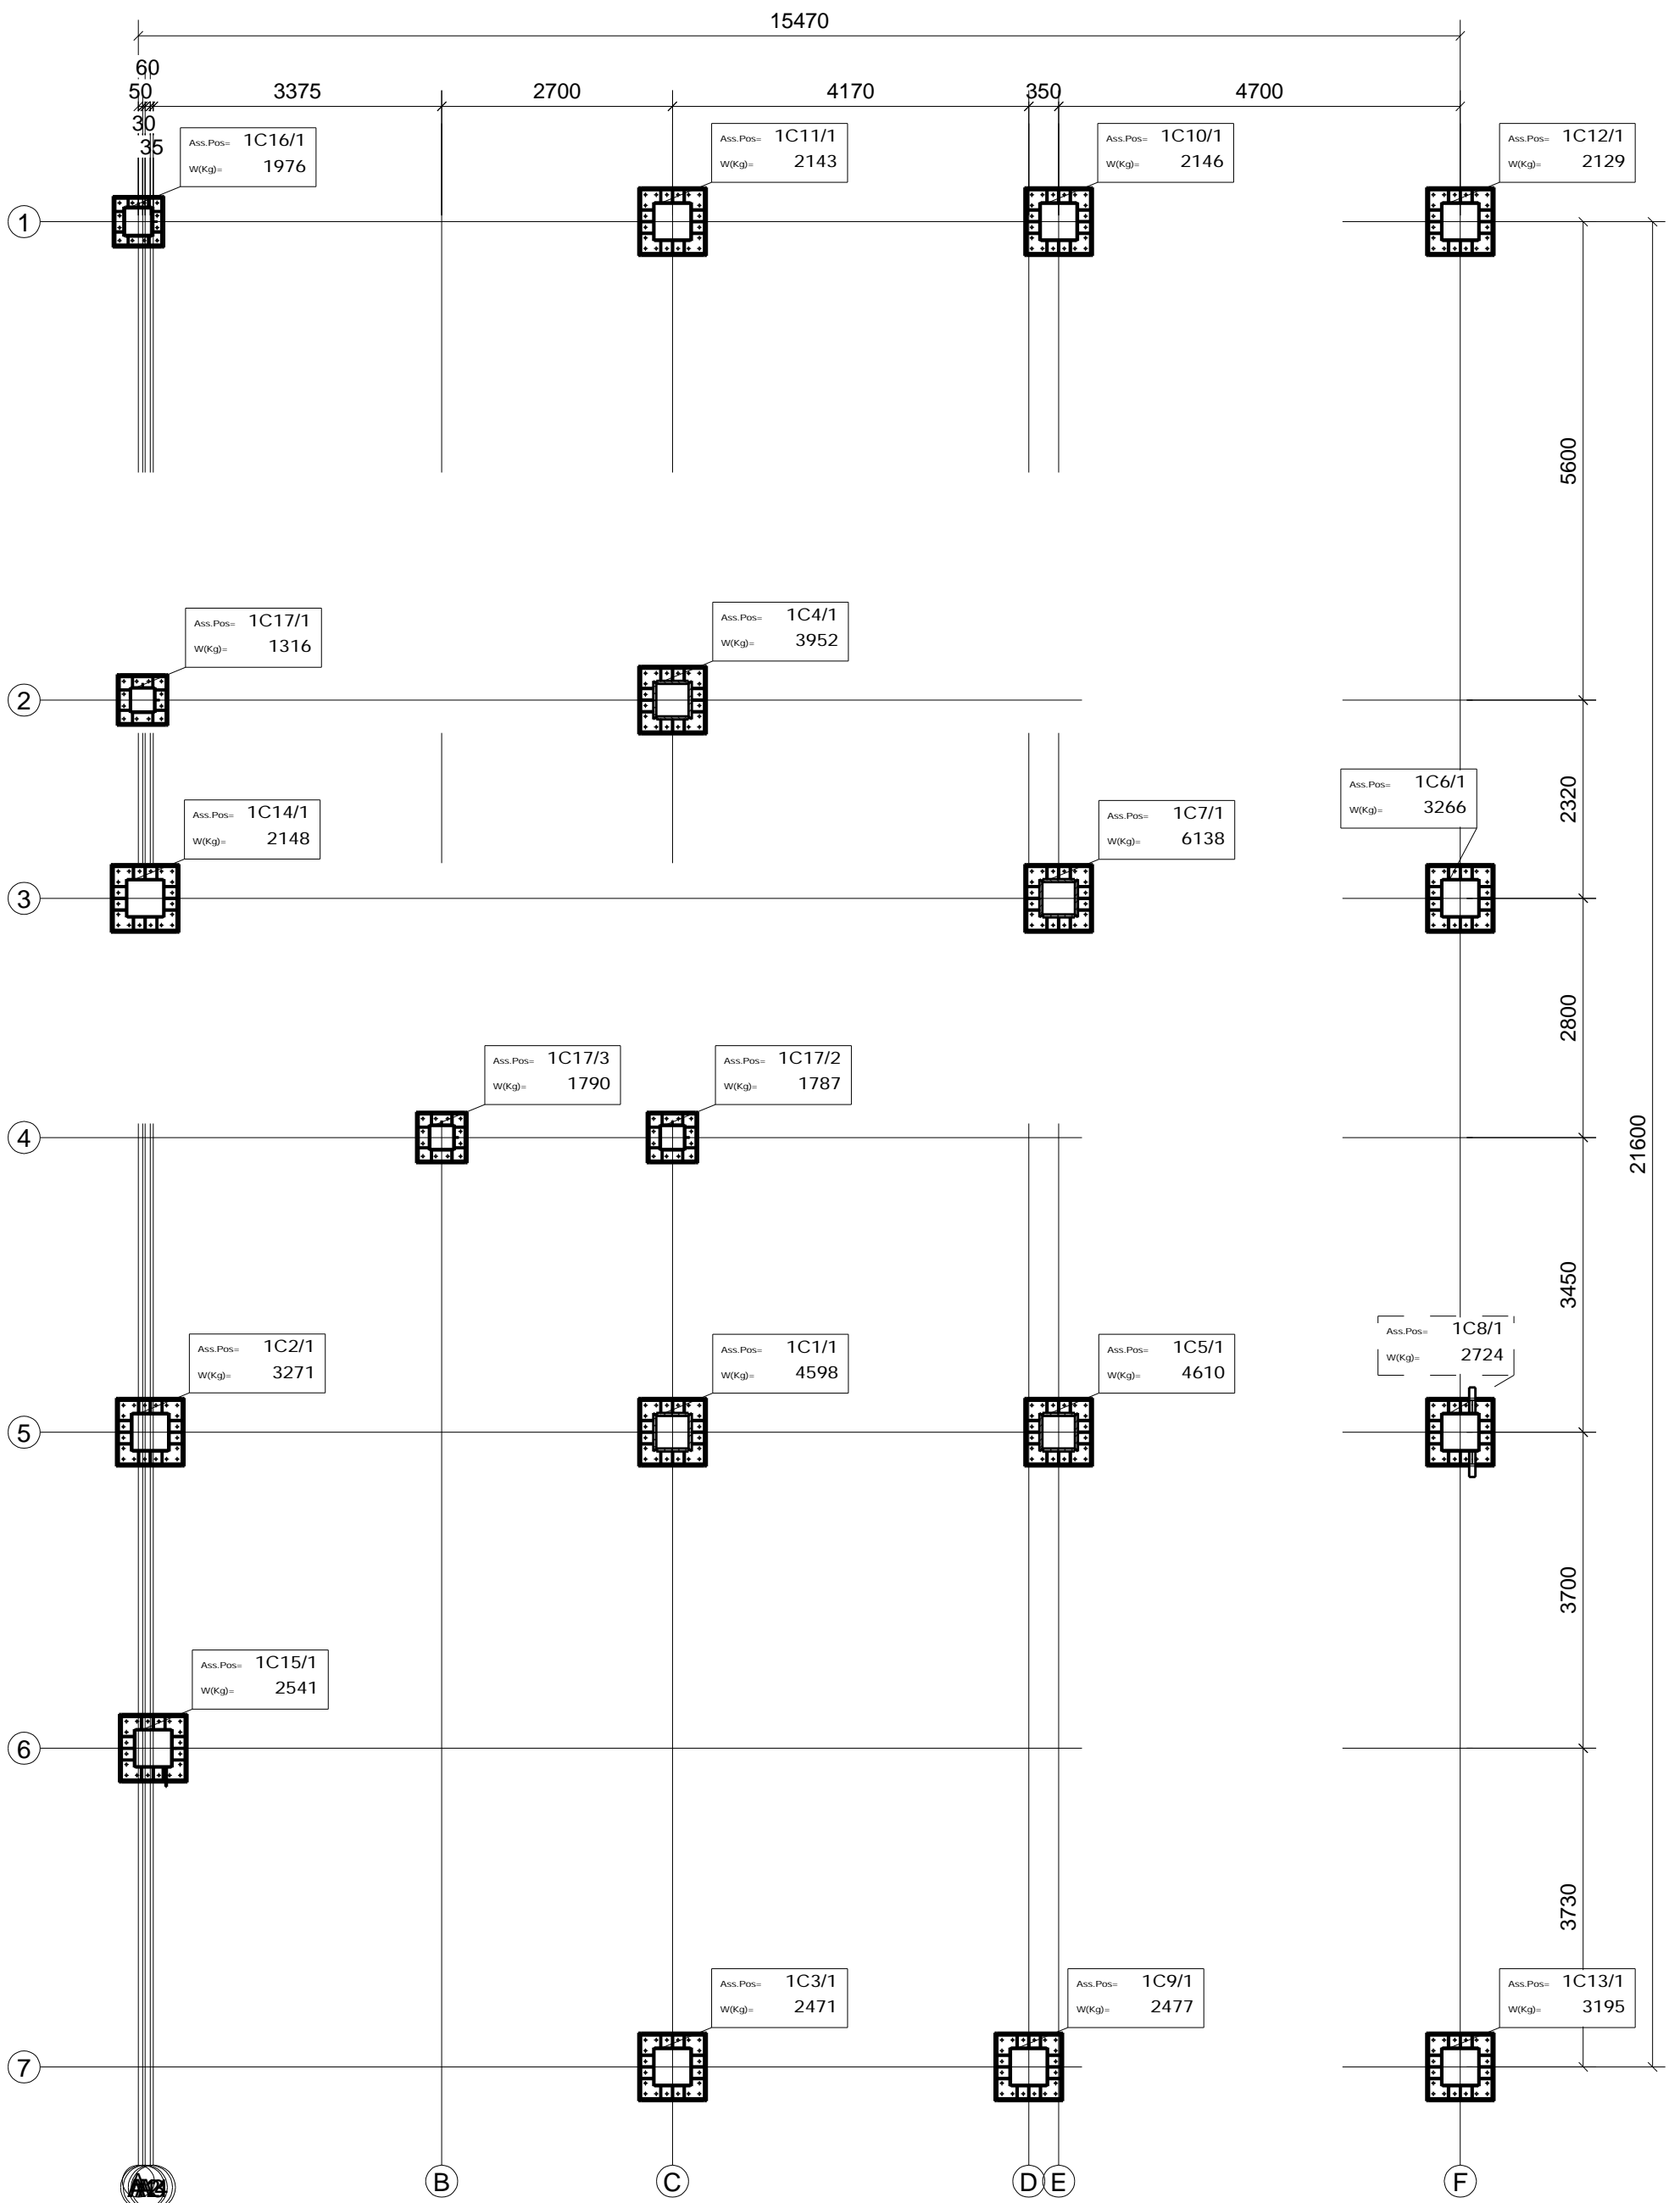 15470
60
50
3375
2700
4170
350
4700
30
35
Ass.Pos= 1C16/1
W(Kg)= 1976
Ass.Pos= 1C11/1
W(Kg)= 2143
Ass.Pos= 1C10/1
W(Kg)= 2146
Ass.Pos= 1C12/1
W(Kg)= 2129
1
5600
Ass.Pos= 1C17/1
W(Kg)= 1316
Ass.Pos= 1C4/1
W(Kg)= 3952
2
2320
Ass.Pos= 1C14/1
W(Kg)= 2148
Ass.Pos= 1C7/1
W(Kg)= 6138
Ass.Pos= 1C6/1
W(Kg)= 3266
3
2800
Ass.Pos= 1C17/3
W(Kg)= 1790
Ass.Pos= 1C17/2
W(Kg)= 1787
4
21600
3450
Ass.Pos= 1C2/1
W(Kg)= 3271
Ass.Pos= 1C1/1
W(Kg)= 4598
Ass.Pos= 1C5/1
W(Kg)= 4610
Ass.Pos= 1C8/1
W(Kg)= 2724
5
3700
Ass.Pos= 1C15/1
W(Kg)= 2541
6
3730
Ass.Pos= 1C3/1
W(Kg)= 2471
Ass.Pos= 1C9/1
W(Kg)= 2477
Ass.Pos= 1C13/1
W(Kg)= 3195
7
B
C
D
E
F